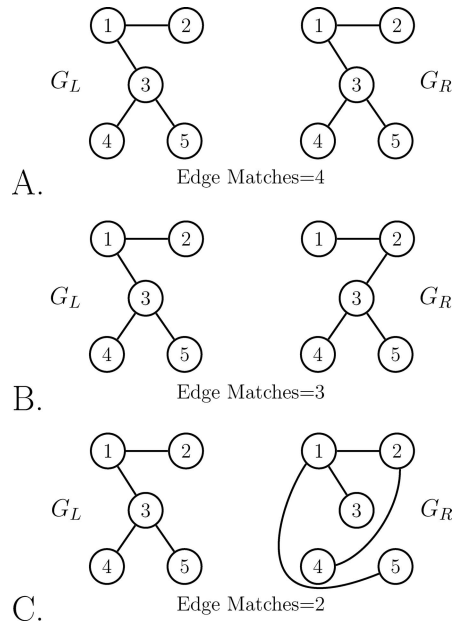 1 2 1 2
G_L 3 3 G_R
4 5 4 5
A. Edge Matches=4
1 2 1 2
G_L 3 3 G_R
4 5 4 5
B. Edge Matches=3
1 2 1 2
G_L 3 3 G_R
4 5 4 5
C. Edge Matches=2